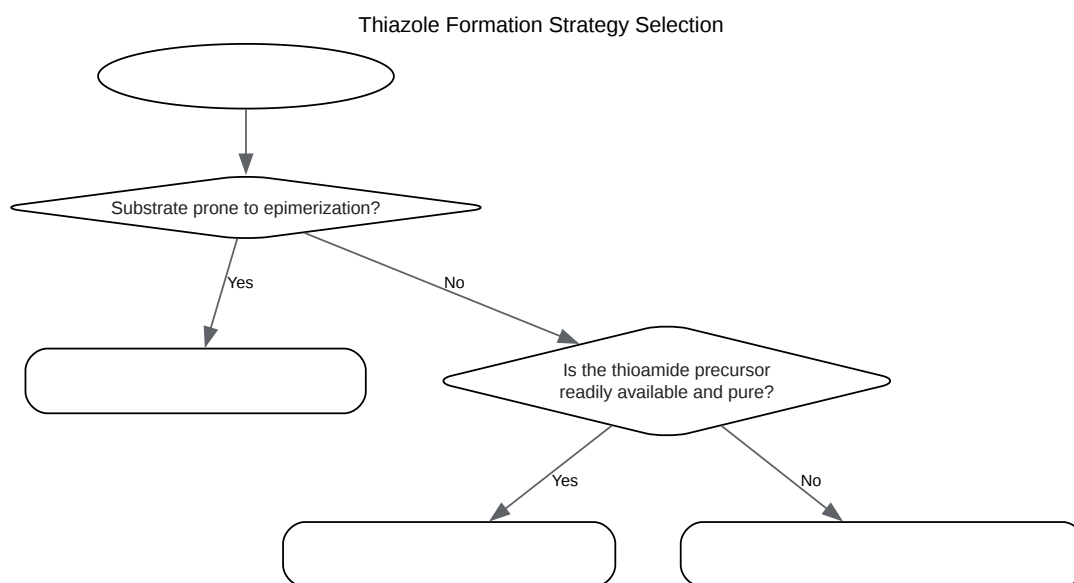 Thiazole Formation Strategy Selection
Substrate prone to epimerization?
Yes
No
Is the thioamide precursor
readily available and pure?
Yes
No